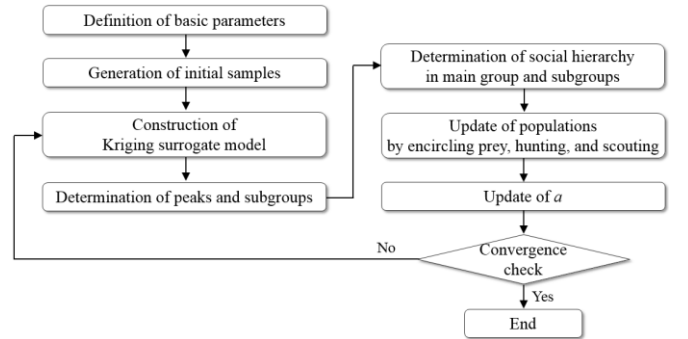 Definition of basic parameters
Generation of initial samples
Construction of
Kriging surrogate model
Determination of peaks and subgroups
Determination of social hierarchy
in main group and subgroups
Update of populations
by encircling prey, hunting, and scouting
Update of a
Convergence
check
No
Yes
End